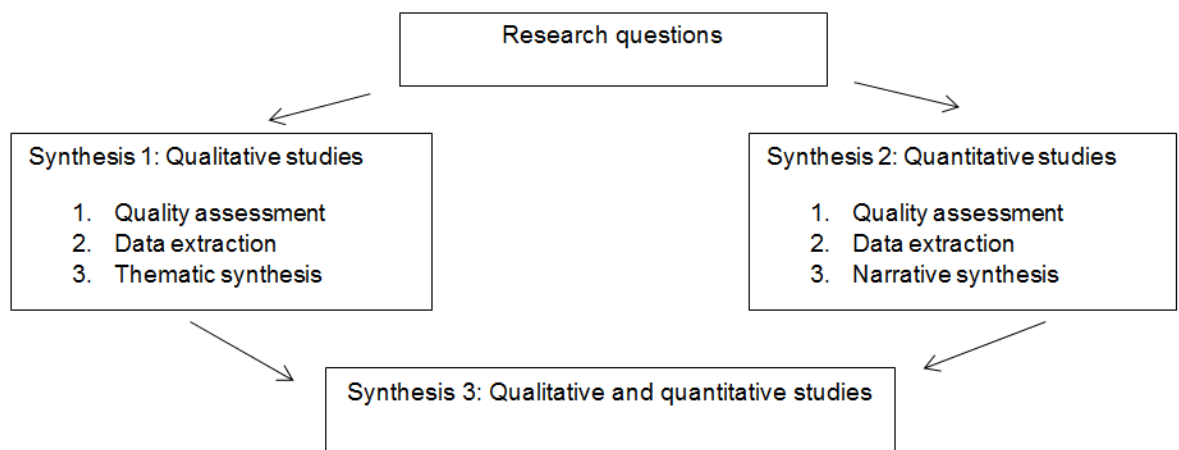 Research questions
Synthesis 1: Qualitative studies
1. Quality assessment
2. Data extraction
3. Thematic synthesis
Synthesis 2: Quantitative studies
1. Quality assessment
2. Data extraction
3. Narrative synthesis
Synthesis 3: Qualitative and quantitative studies